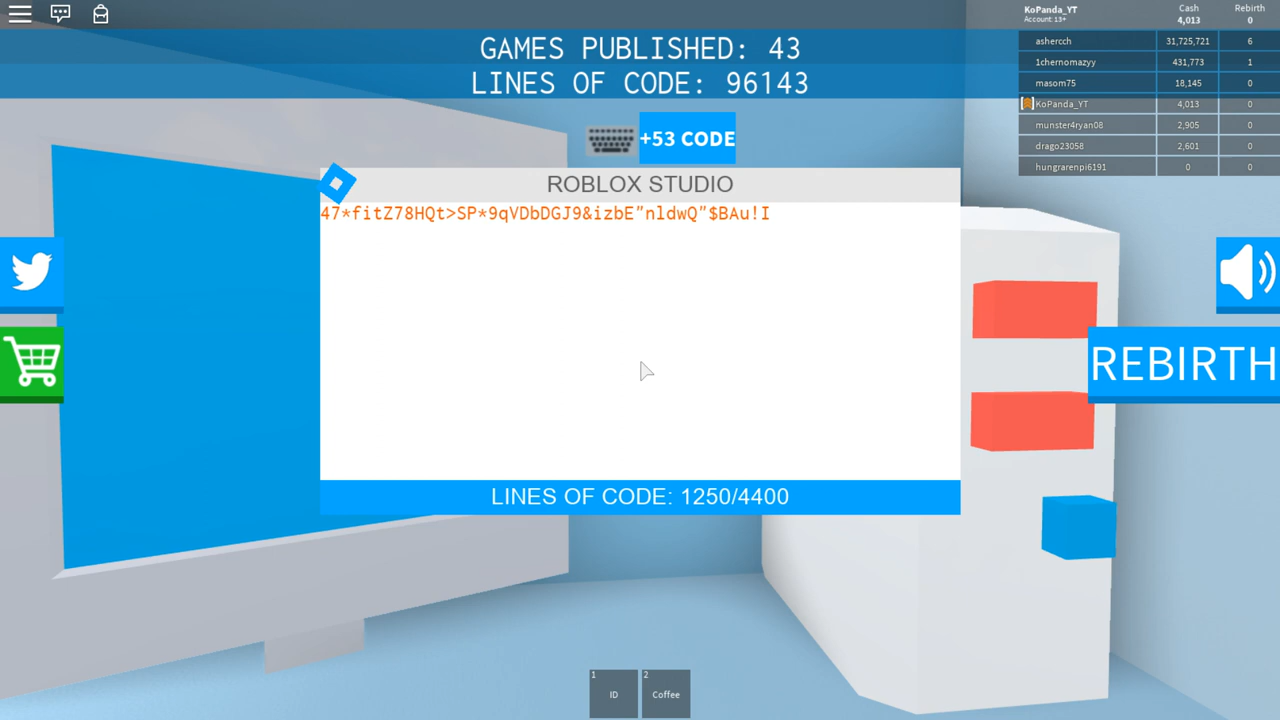 KoPanda_YT
Account: 13+
Cash
4,013
Rebirth
0
ashercch 31,725,721 6
1chernomazyy 431,773 1
masom75 18,145 0
KoPanda_YT 4,013 0
munster4ryan08 2,905 0
drago23058 2,601 0
hungrarenpi6191 0 0
GAMES PUBLISHED: 43
LINES OF CODE: 96143
+53 CODE
ROBLOX STUDIO
47*fitZ78HQt>SP*9qVDbDGJ9&izbE"nldwQ"$BAu!I
LINES OF CODE: 1250/4400
REBIRTH
1
ID
2
Coffee